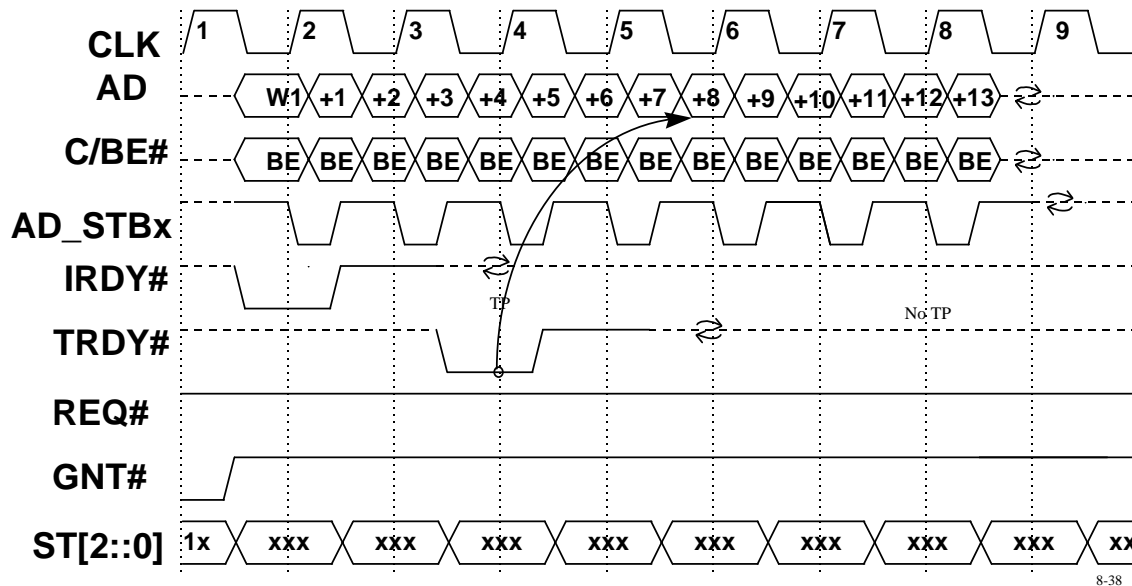 CLK 1 2 3 4 5 6 7 8 9
AD W1 +1 +2 +3 +4 +5 +6 +7 +8 +9 +10 +11 +12 +13
C/BE# BE BE BE BE BE BE BE BE BE BE BE BE BE BE
AD_STBx
IRDY#
TP
No TP
TRDY#
REQ#
GNT#
ST[2::0] 1x xxx xxx xxx xxx xxx xxx xxx xxx xx
8-38